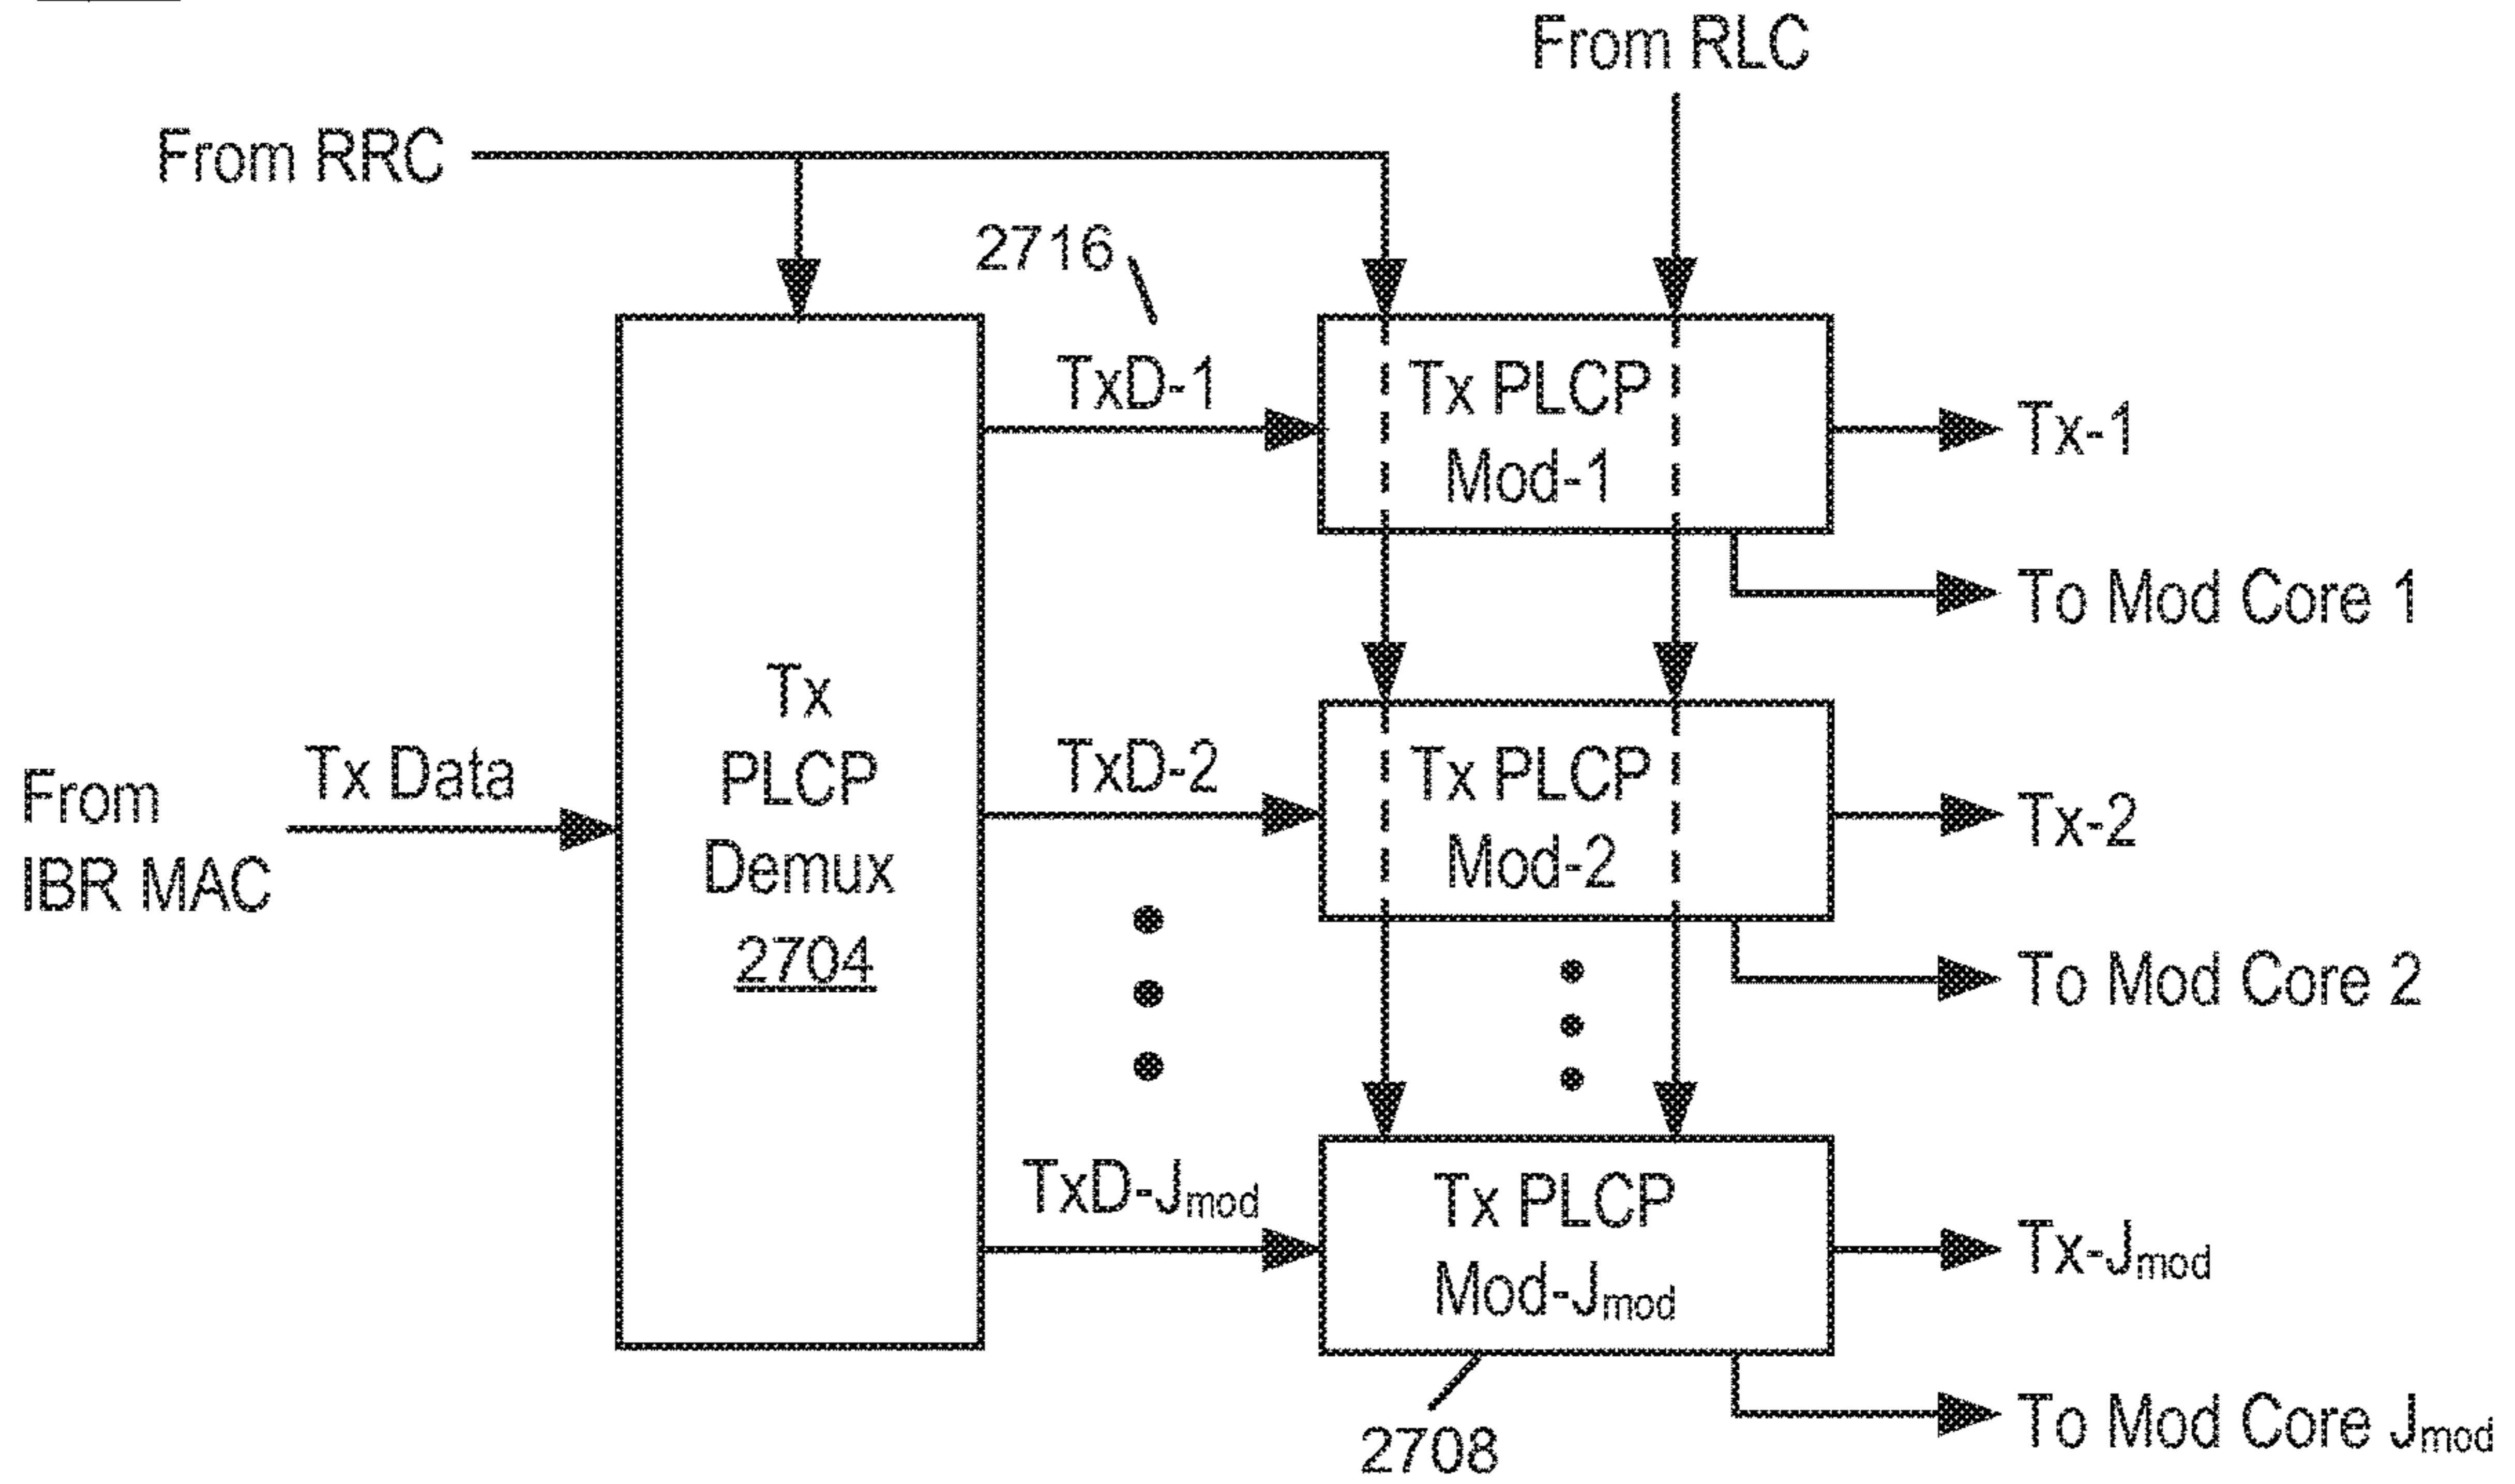 From RLC
From RRC
2716
TxD-1
Tx PLCP
Mod-1
Tx-1
To Mod Core 1
Tx
PLCP
Demux
2704
From
IBR MAC
Tx Data
TxD-2
Tx PLCP
Mod-2
Tx-2
To Mod Core 2
TxD-Jmod
Tx PLCP
Mod-Jmod
Tx-Jmod
To Mod Core Jmod
2708